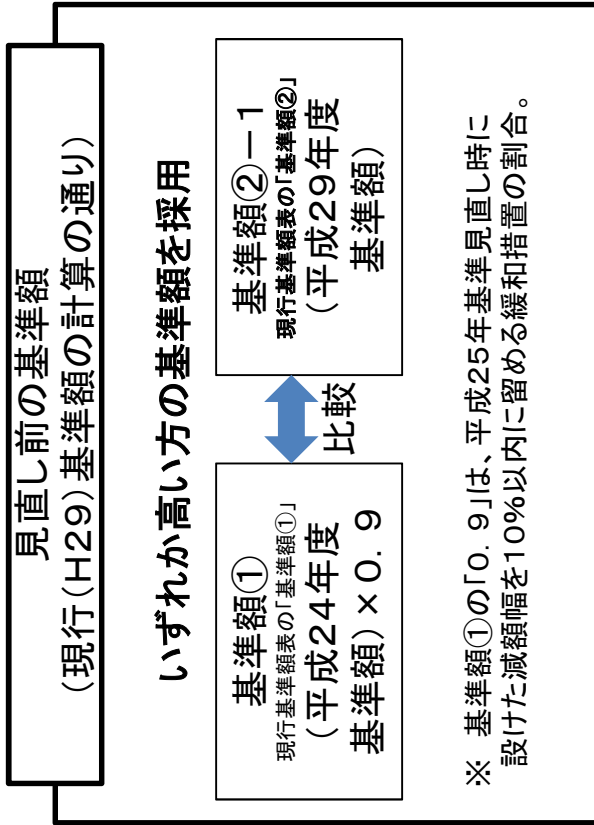 見直し前の基準額
(現行(H29)基準額の計算の通り)
いずれか高い方の基準額を採用
基準額①
現行基準額表の「基準額①」
(平成24年度
基準額)×0.9
比較
基準額②－1
現行基準額表の「基準額②」
(平成29年度
基準額)
※ 基準額①の「0.9」は、平成25年基準見直し時に
設けた減額幅を10%以内に留める緩和措置の割合。